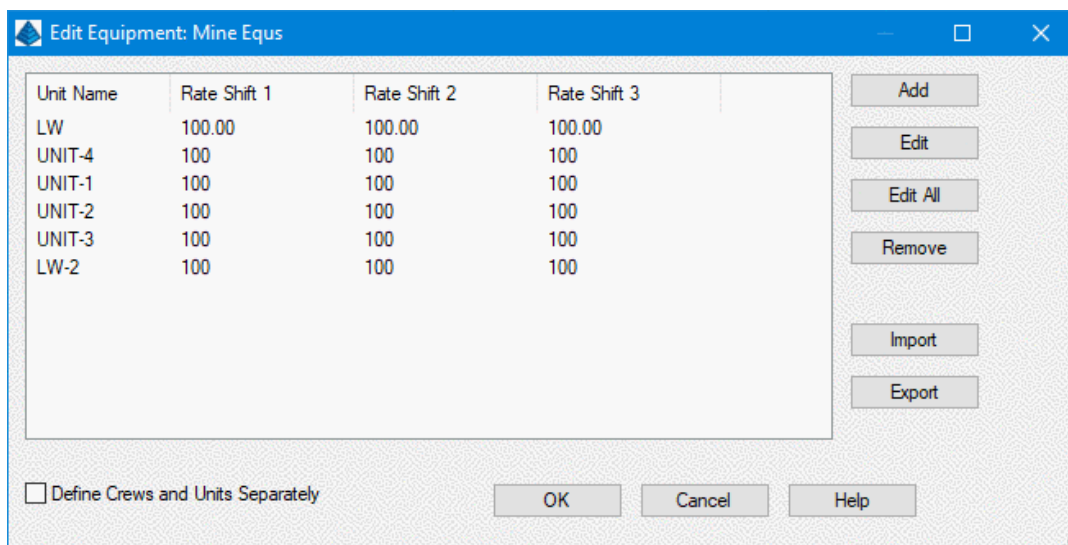 Edit Equipment: Mine Equs
Unit Name Rate Shift 1 Rate Shift 2 Rate Shift 3
LW 100.00 100.00 100.00
UNIT-4 100 100 100
UNIT-1 100 100 100
UNIT-2 100 100 100
UNIT-3 100 100 100
LW-2 100 100 100
Add
Edit
Edit All
Remove
Import
Export
Define Crews and Units Separately
OK Cancel Help